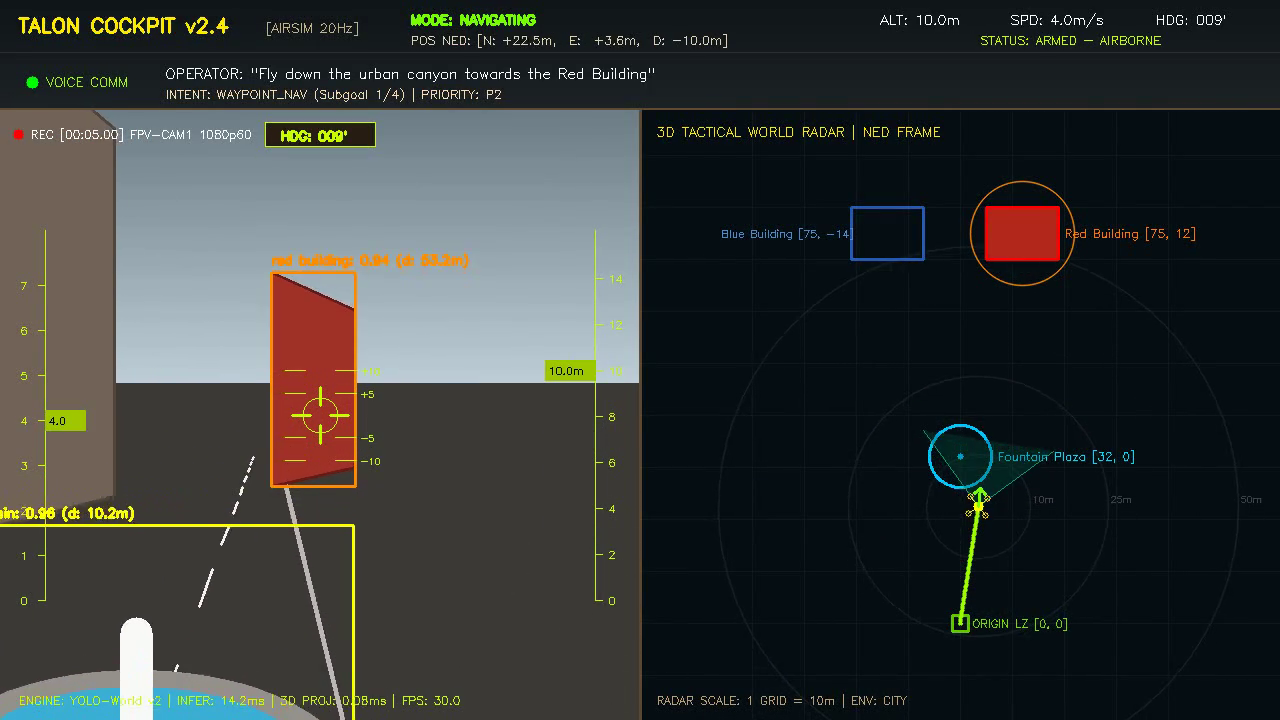 TALON COCKPIT v2.4
[AIRSIM 20Hz]
MODE: NAVIGATING
POS NED: [N: +22.5m, E: +3.6m, D: -10.0m]
ALT: 10.0m
SPD: 4.0m/s
HDG: 009'
STATUS: ARMED - AIRBORNE
VOICE COMM
OPERATOR: "Fly down the urban canyon towards the Red Building"
INTENT: WAYPOINT_NAV (Subgoal 1/4) | PRIORITY: P2
REC [00:05.00] FPV-CAM1 1080p60
HDG: 009'
3D TACTICAL WORLD RADAR | NED FRAME
Blue Building [75, -14]
Red Building [75, 12]
red building: 0.94 (d: 53.2m)
7
6
5
4
3
1
0
4.0
14
12
10
8
6
4
2
0
10.0m
+10
+5
-5
-10
Fountain Plaza [32, 0]
10m
25m
50m
ain: 0.96 (d: 10.2m)
ORIGIN LZ [0, 0]
ENGINE: YOLO-World v2 | INFER: 14.2ms | 3D PROJ: 0.08ms | FPS: 30.0
RADAR SCALE: 1 GRID = 10m | ENV: CITY